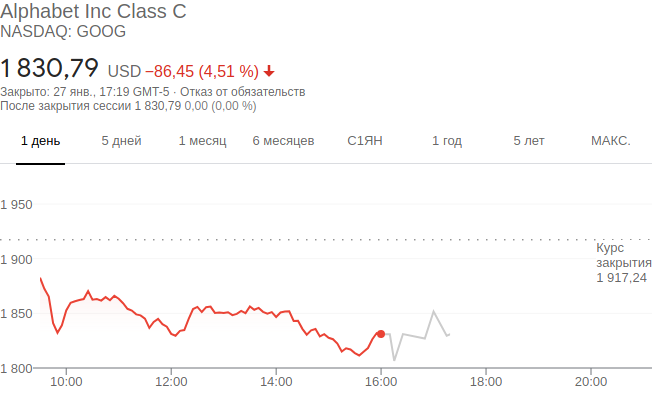 Alphabet Inc Class C
NASDAQ: GOOG
1 830,79 USD −86,45 (4,51 %)
Закрыто: 27 янв., 17:19 GMT-5 · Отказ от обязательств
После закрытия сессии 1 830,79 0,00 (0,00 %)
1 день 5 дней 1 месяц 6 месяцев С1ЯН 1 год 5 лет МАКС.
1 950
Курс
закрытия
1 917,24
1 900
1 850
1 800
10:00 12:00 14:00 16:00 18:00 20:00